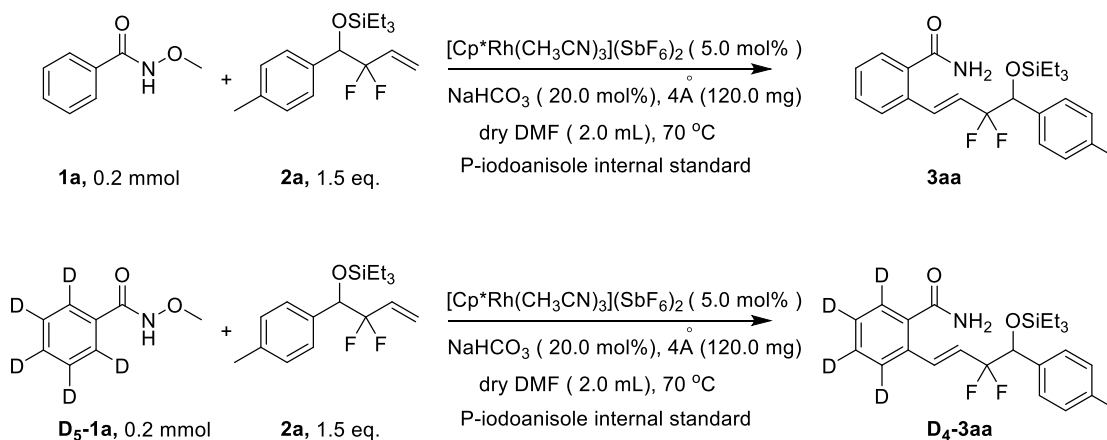 O
N
H
O
+
OSiEt3
F F
[Cp*Rh(CH3CN)3](SbF6)2 ( 5.0 mol% )
NaHCO3 ( 20.0 mol%), 4Å (120.0 mg)
dry DMF ( 2.0 mL), 70 °C
P-iodoanisole internal standard
O
NH2 OSiEt3
F F
1a, 0.2 mmol
2a, 1.5 eq.
3aa
D D O
D N O
H
D D
D
+
OSiEt3
F F
[Cp*Rh(CH3CN)3](SbF6)2 ( 5.0 mol% )
NaHCO3 ( 20.0 mol%), 4Å (120.0 mg)
dry DMF ( 2.0 mL), 70 °C
P-iodoanisole internal standard
D O
D NH2 OSiEt3
D
D F F
D5-1a, 0.2 mmol
2a, 1.5 eq.
D4-3aa